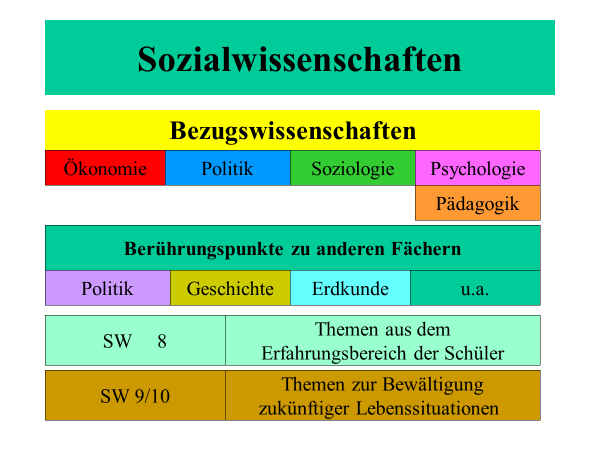 Sozialwissenschaften
Bezugswissenschaften
Ökonomie Politik Soziologie Psychologie
Pädagogik
Berührungspunkte zu anderen Fächern
Politik Geschichte Erdkunde u.a.
SW 8
Themen aus dem
Erfahrungsbereich der Schüler
SW 9/10
Themen zur Bewältigung
zukünftiger Lebenssituationen